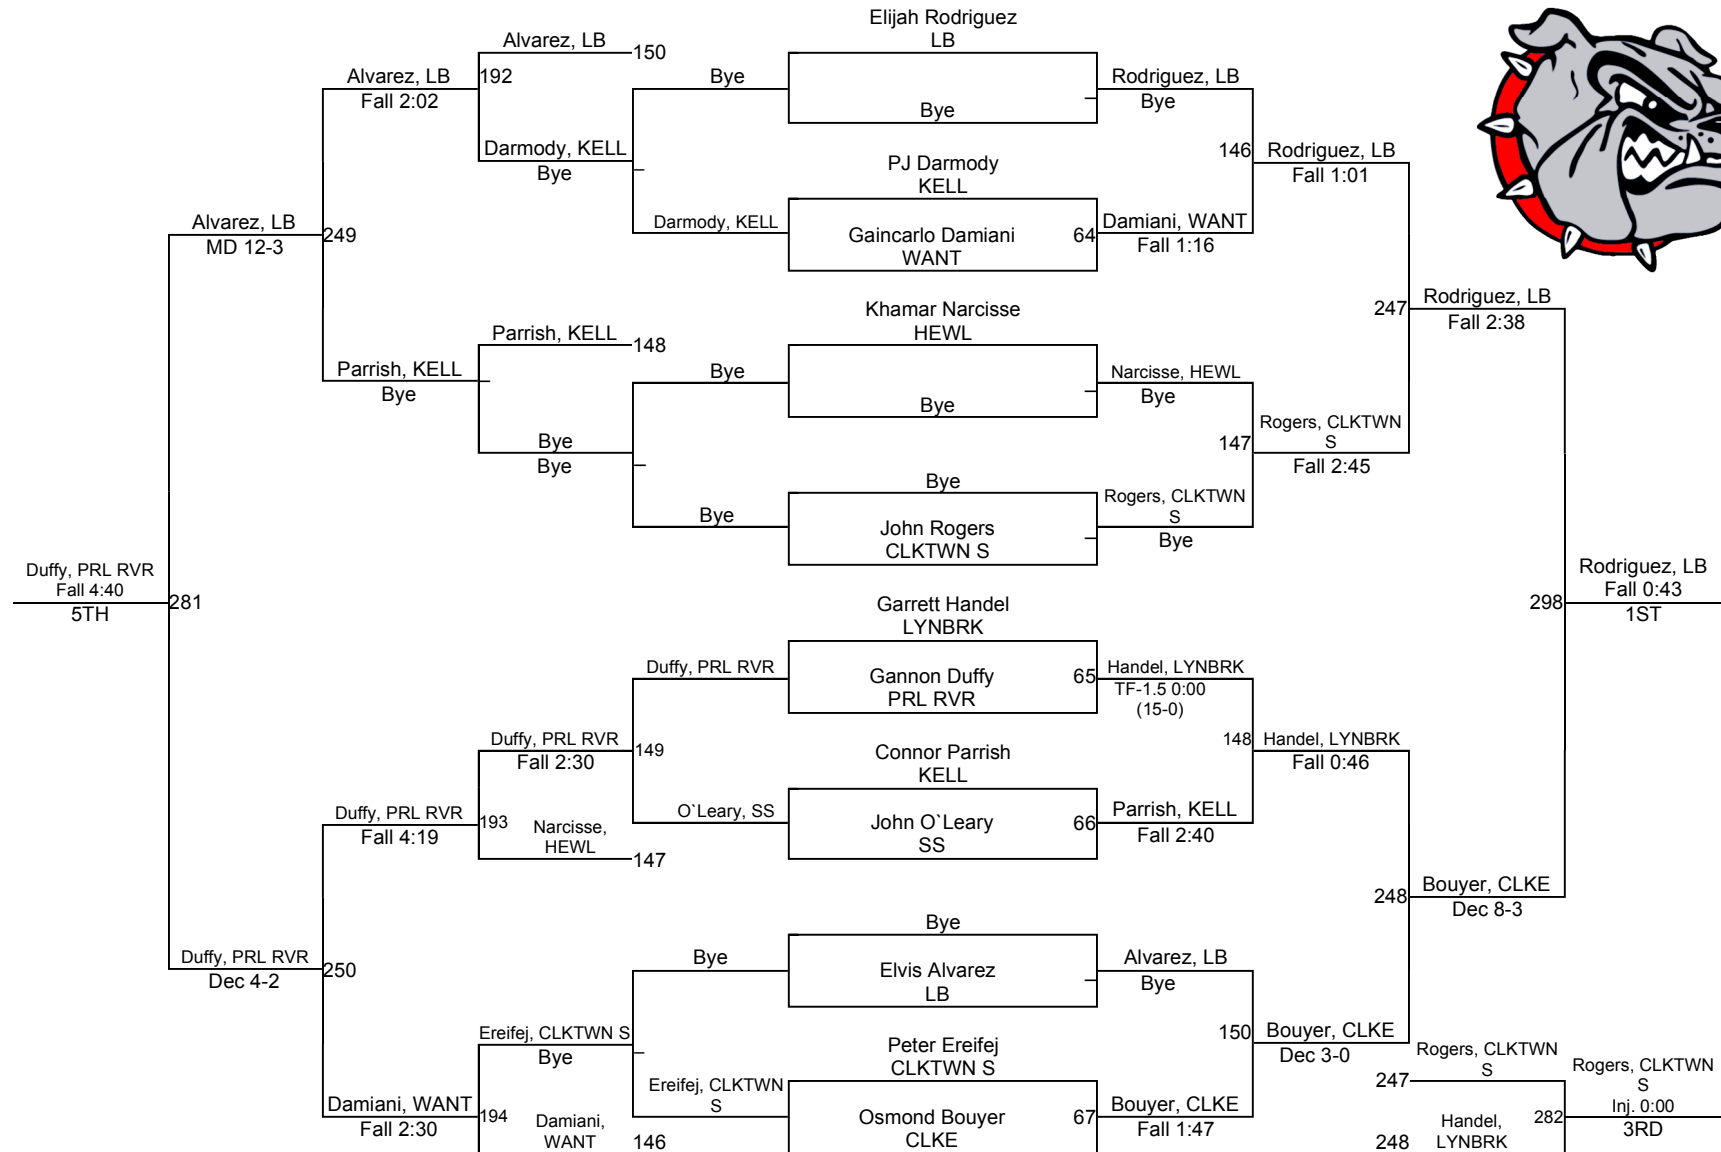 Elijah Rodriguez
LB
Alvarez, LB
150
Alvarez, LB
192
Fall 2:02
Bye
Rodriguez, LB
Bye
Bye
Darmody, KELL
Bye
PJ Darmody
KELL
146
Rodriguez, LB
Fall 1:01
Alvarez, LB
249
MD 12-3
Darmody, KELL
Gaincarlo Damiani
WANT
64
Damiani, WANT
Fall 1:16
Khamar Narcisse
HEWL
247
Rodriguez, LB
Fall 2:38
Parrish, KELL
148
Parrish, KELL
Bye
Bye
Narcisse, HEWL
Bye
Bye
Bye
Bye
147
Rogers, CLKTWN
S
Fall 2:45
Bye
Bye
John Rogers
CLKTWN S
Rogers, CLKTWN
S
Bye
Duffy, PRL RVR
Fall 4:40
5TH
281
Garrett Handel
LYNBRK
298
Rodriguez, LB
Fall 0:43
1ST
Duffy, PRL RVR
Gannon Duffy
PRL RVR
65
Handel, LYNBRK
TF-1.5 0:00
(15-0)
Duffy, PRL RVR
149
Fall 2:30
Connor Parrish
KELL
148
Handel, LYNBRK
Fall 0:46
Duffy, PRL RVR
193
Fall 4:19
Narcisse,
HEWL
147
O`Leary, SS
John O`Leary
SS
66
Parrish, KELL
Fall 2:40
248
Bouyer, CLKE
Dec 8-3
Bye
Duffy, PRL RVR
250
Dec 4-2
Bye
Elvis Alvarez
LB
Alvarez, LB
Bye
Ereifej, CLKTWN S
Bye
Peter Ereifej
CLKTWN S
150
Bouyer, CLKE
Dec 3-0
Rogers, CLKTWN
S
247
Rogers, CLKTWN
S
Inj. 0:00
3RD
Damiani, WANT
194
Fall 2:30
Damiani,
WANT
146
Ereifej, CLKTWN
S
Osmond Bouyer
CLKE
67
Bouyer, CLKE
Fall 1:47
248
Handel,
LYNBRK
282